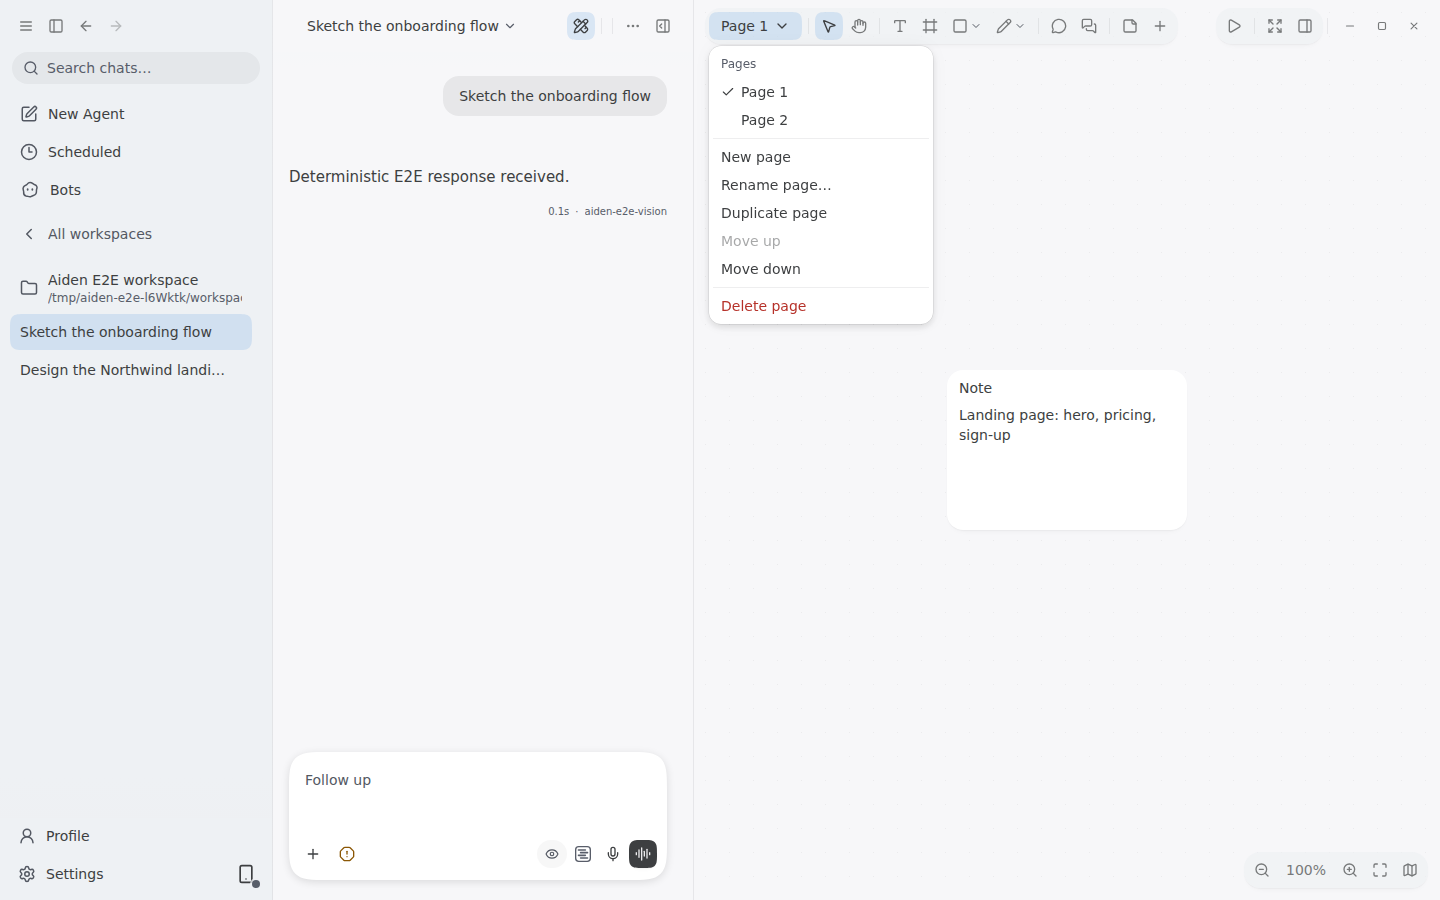 Search chats...
New Agent
Scheduled
Bots
All workspaces
Aiden E2E workspace
/tmp/aiden-e2e-l6Wktk/workspac
Sketch the onboarding flow
Design the Northwind landi...
Profile
Settings
Sketch the onboarding flow
Sketch the onboarding flow
Deterministic E2E response received.
0.1s · aiden-e2e-vision
Follow up
Page 1
Pages
Page 1
Page 2
New page
Rename page...
Duplicate page
Move up
Move down
Delete page
Note
Landing page: hero, pricing,
sign-up
100%